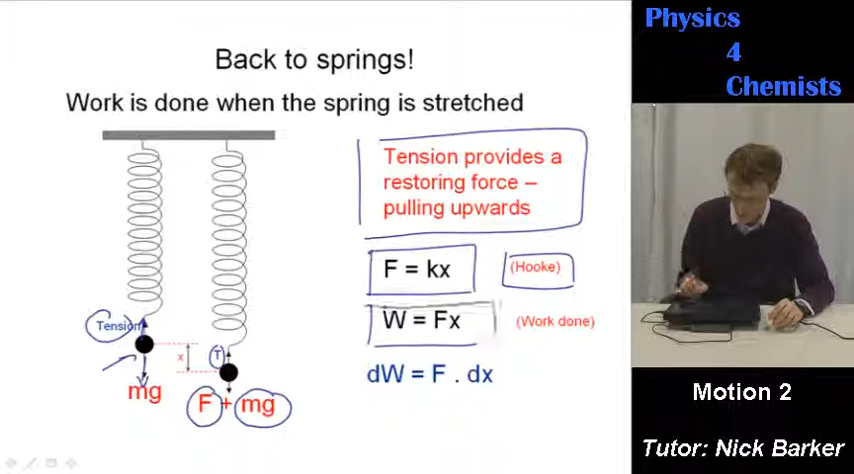 Back to springs!
Work is done when the spring is stretched
Tension provides a
restoring force –
pulling upwards
F = kx
(Hooke)
W = Fx
(Work done)
dW = F . dx
Tension
x
T
mg
F + mg
Physics
4
Chemists
Motion 2
Tutor: Nick Barker